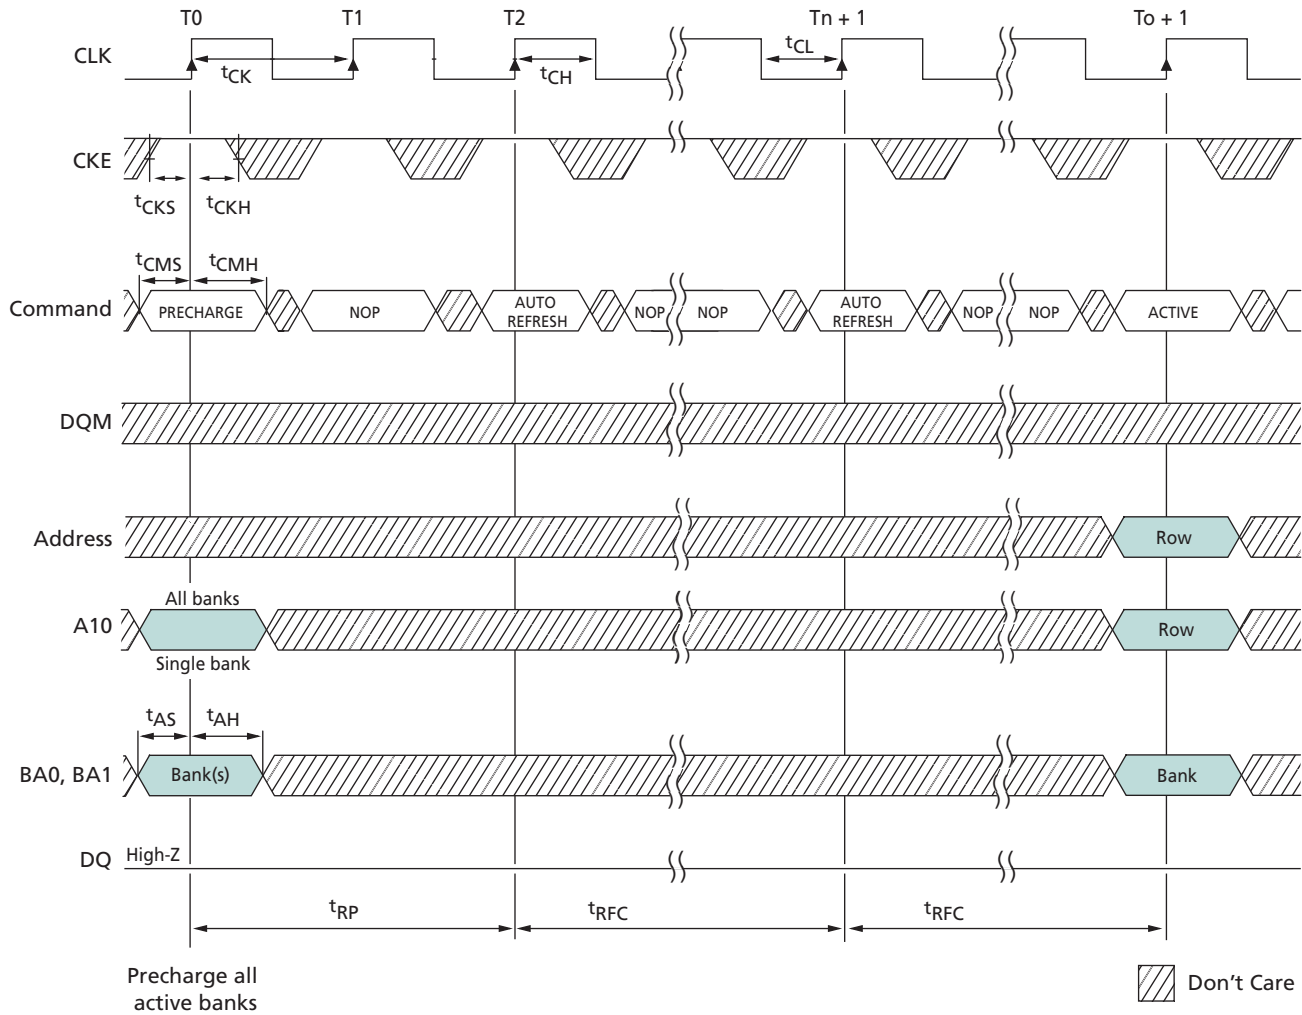 T0 T1 T2 Tn + 1 To + 1
CLK
tCK tCH tCL
CKE
tCKS tCKH
tCMS tCMH
Command PRECHARGE NOP AUTO REFRESH NOP NOP AUTO REFRESH NOP NOP ACTIVE
DQM
Address Row
All banks
A10 Row
Single bank
tAS tAH
BA0, BA1 Bank(s) Bank
DQ High-Z
tRP tRFC tRFC
Precharge all
active banks
Don't Care